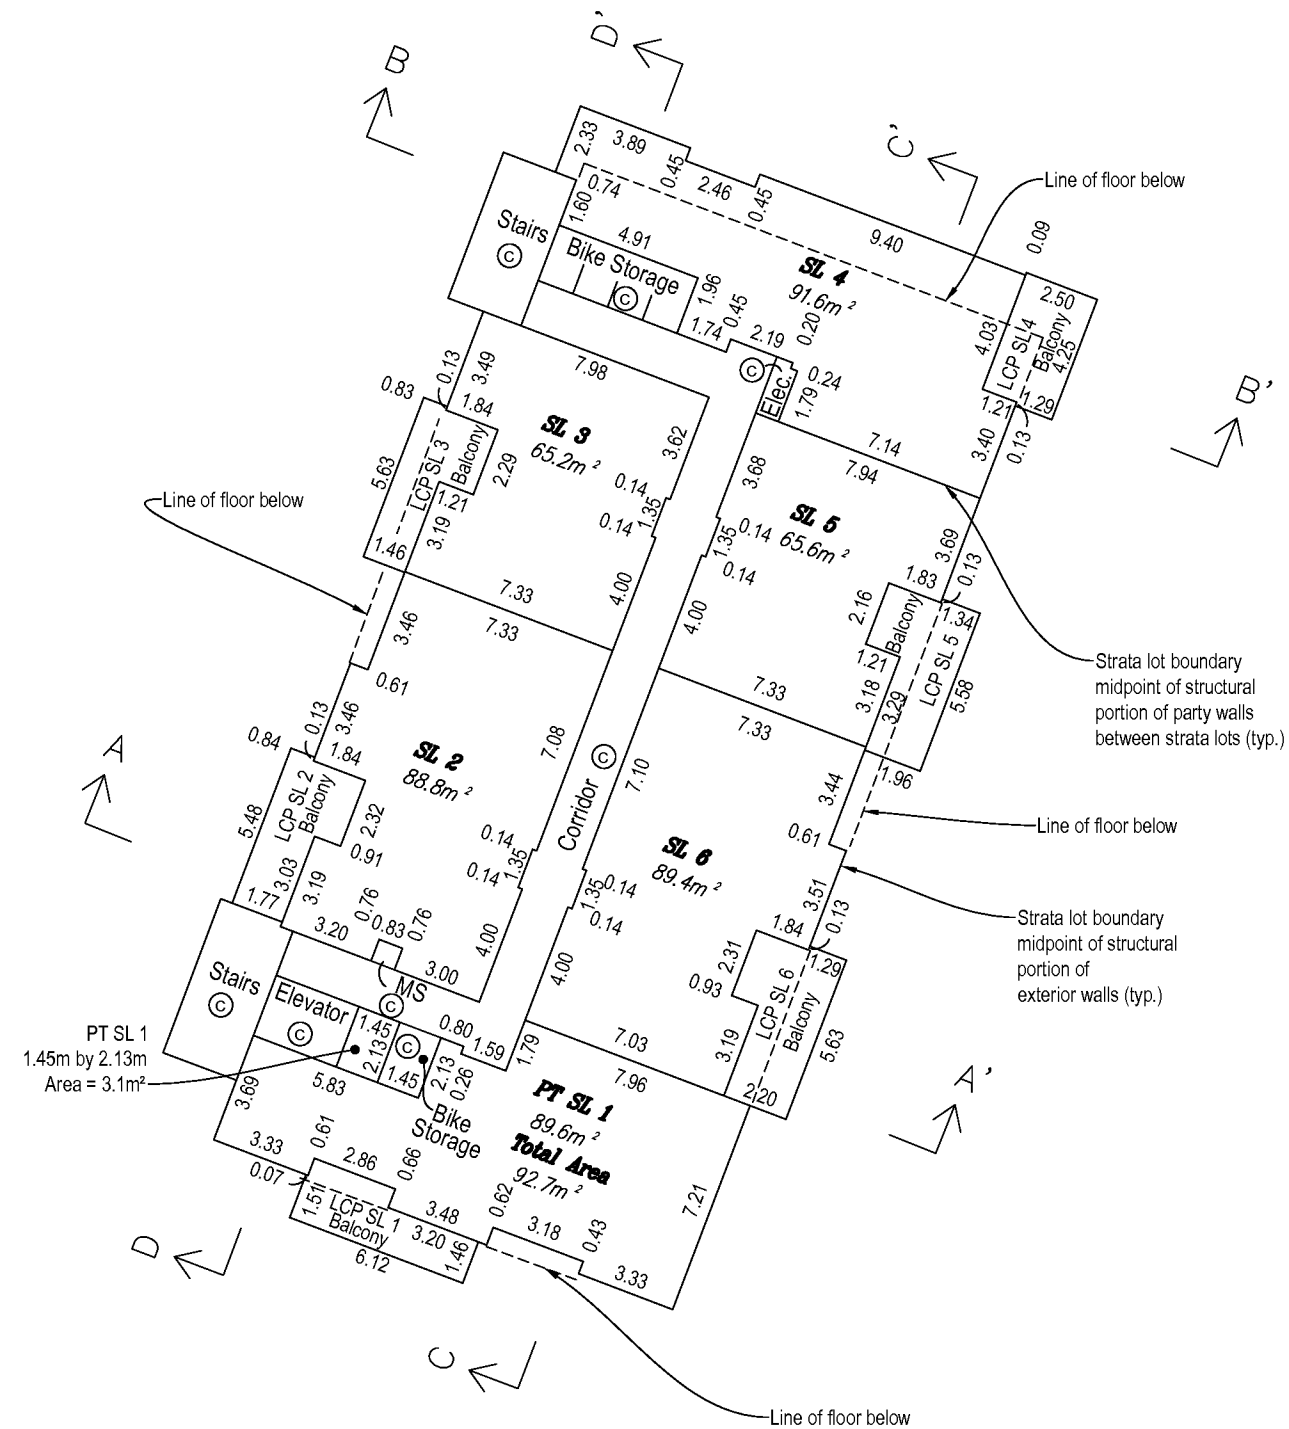 D'
B
C'
2.33
3.89
0.45
2.46
0.45
Line of floor below
0.74
1.60
9.40
0.09
Stairs
C
4.91
Bike Storage
C
SL 4
91.6m²
1.96
0.45
1.74
2.19
0.20
2.50
4.03
LCP SL 4
Balcony
4.25
C
Elec.
0.24
1.79
1.21
1.29
B'
0.13
3.49
7.98
0.83
1.84
0.13
3.40
7.14
7.94
SL 3
65.2m²
3.62
5.63
LCP SL 3
Balcony
2.29
1.21
3.19
1.46
0.14
1.35
0.14
3.68
Line of floor below
SL 5
65.6m²
0.14
1.35
0.14
3.69
1.83
0.13
2.16
Balcony
1.34
7.33
7.33
4.00
4.00
1.21
3.18
3.29
LCP SL 5
5.58
Strata lot boundary
midpoint of structural
portion of party walls
between strata lots (typ.)
3.46
0.61
7.33
7.33
0.13
3.46
0.84
1.84
A
SL 2
88.8m²
7.08
Corridor
C
7.10
1.96
3.44
0.61
Line of floor below
5.48
LCP SL 2
Balcony
2.32
0.91
0.14
1.35
0.14
SL 6
89.4m²
1.35
0.14
0.14
3.51
0.13
Strata lot boundary
midpoint of structural
portion of
exterior walls (typ.)
1.77
3.03
3.19
3.20
0.76
0.83
0.76
4.00
3.00
4.00
1.84
2.31
0.93
1.29
LCP SL 6
Balcony
3.19
5.63
2.20
Stairs
C
Elevator
C
MS
C
PT SL 1
1.45m by 2.13m
Area = 3.1m²
1.45
2.13
C
1.45
0.80
1.59
2.13
0.26
1.79
7.03
7.96
A'
3.69
5.83
Bike
Storage
PT SL 1
89.6m²
Total Area
92.7m²
3.33
0.61
2.86
0.66
0.07
1.51
LCP SL 1
Balcony
3.48
3.20
1.46
6.12
0.62
3.18
0.43
3.33
7.21
D
C
Line of floor below